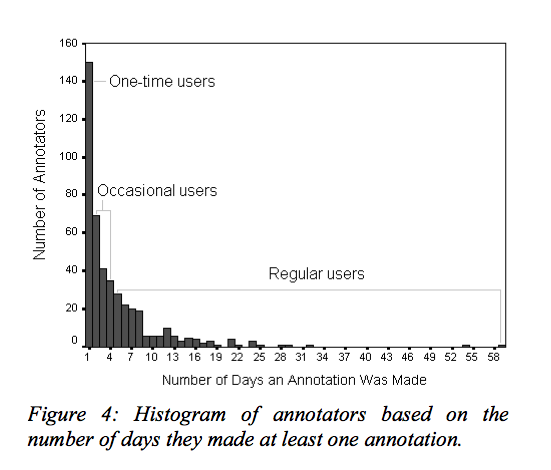 160
140
120
100
80
60
40
20
0
Number of Annotators
One-time users
Occasional users
Regular users
1 4 7 10 13 16 19 22 25 28 31 34 37 40 43 46 49 52 55 58
Number of Days an Annotation Was Made
Figure 4: Histogram of annotators based on the
number of days they made at least one annotation.